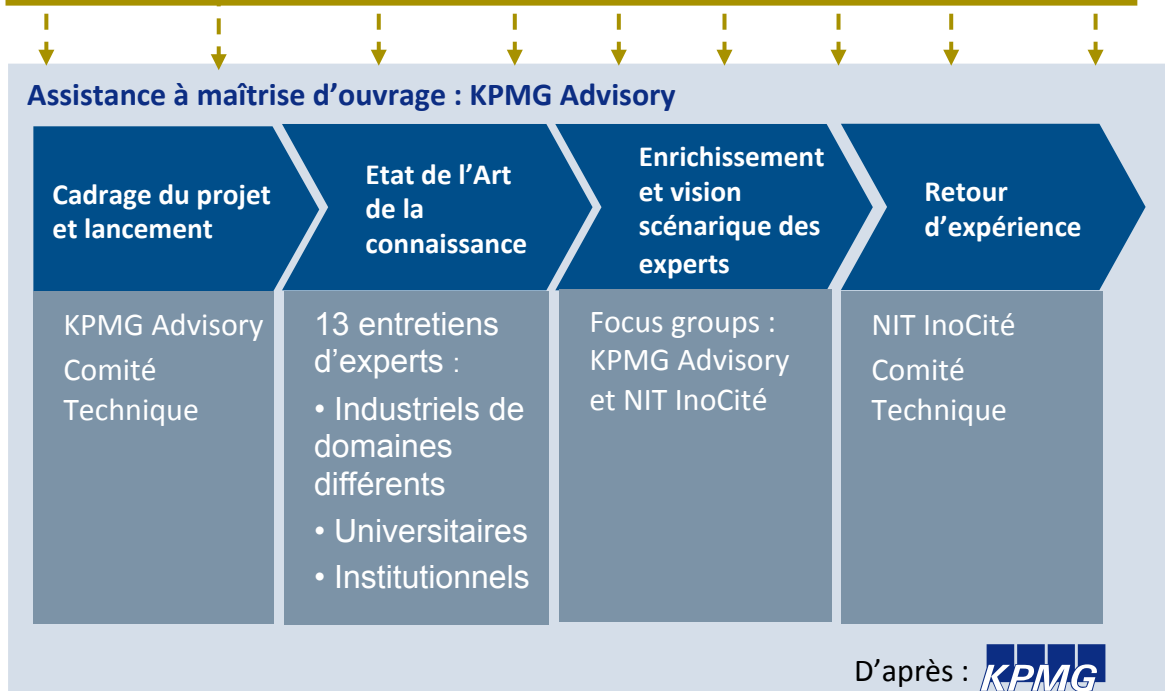 Assistance à maîtrise d’ouvrage : KPMG Advisory
Cadrage du projet
et lancement
Etat de l’Art
de la
connaissance
Enrichissement
et vision
scénarique des
experts
Retour
d’expérience
KPMG Advisory
Comité
Technique
13 entretiens
d’experts :
• Industriels de
domaines
différents
• Universitaires
• Institutionnels
Focus groups :
KPMG Advisory
et NIT InoCité
NIT InoCité
Comité
Technique
D’après : KPMG